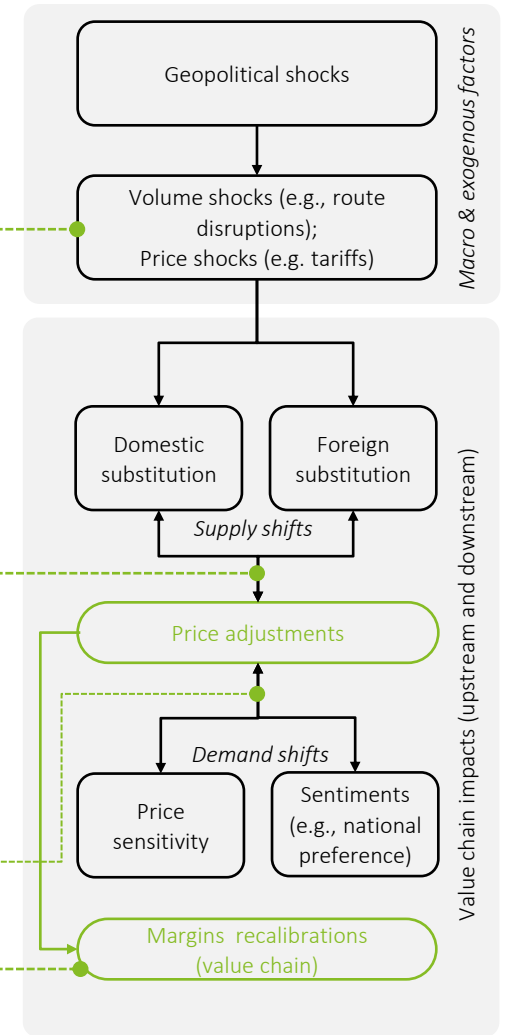 Geopolitical shocks
Macro & exogenous factors
Volume shocks (e.g., route
disruptions);
Price shocks (e.g. tariffs)
Domestic
substitution
Foreign
substitution
Supply shifts
Value chain impacts (upstream and downstream)
Price adjustments
Demand shifts
Price
sensitivity
Sentiments
(e.g., national
preference)
Margins recalibrations
(value chain)